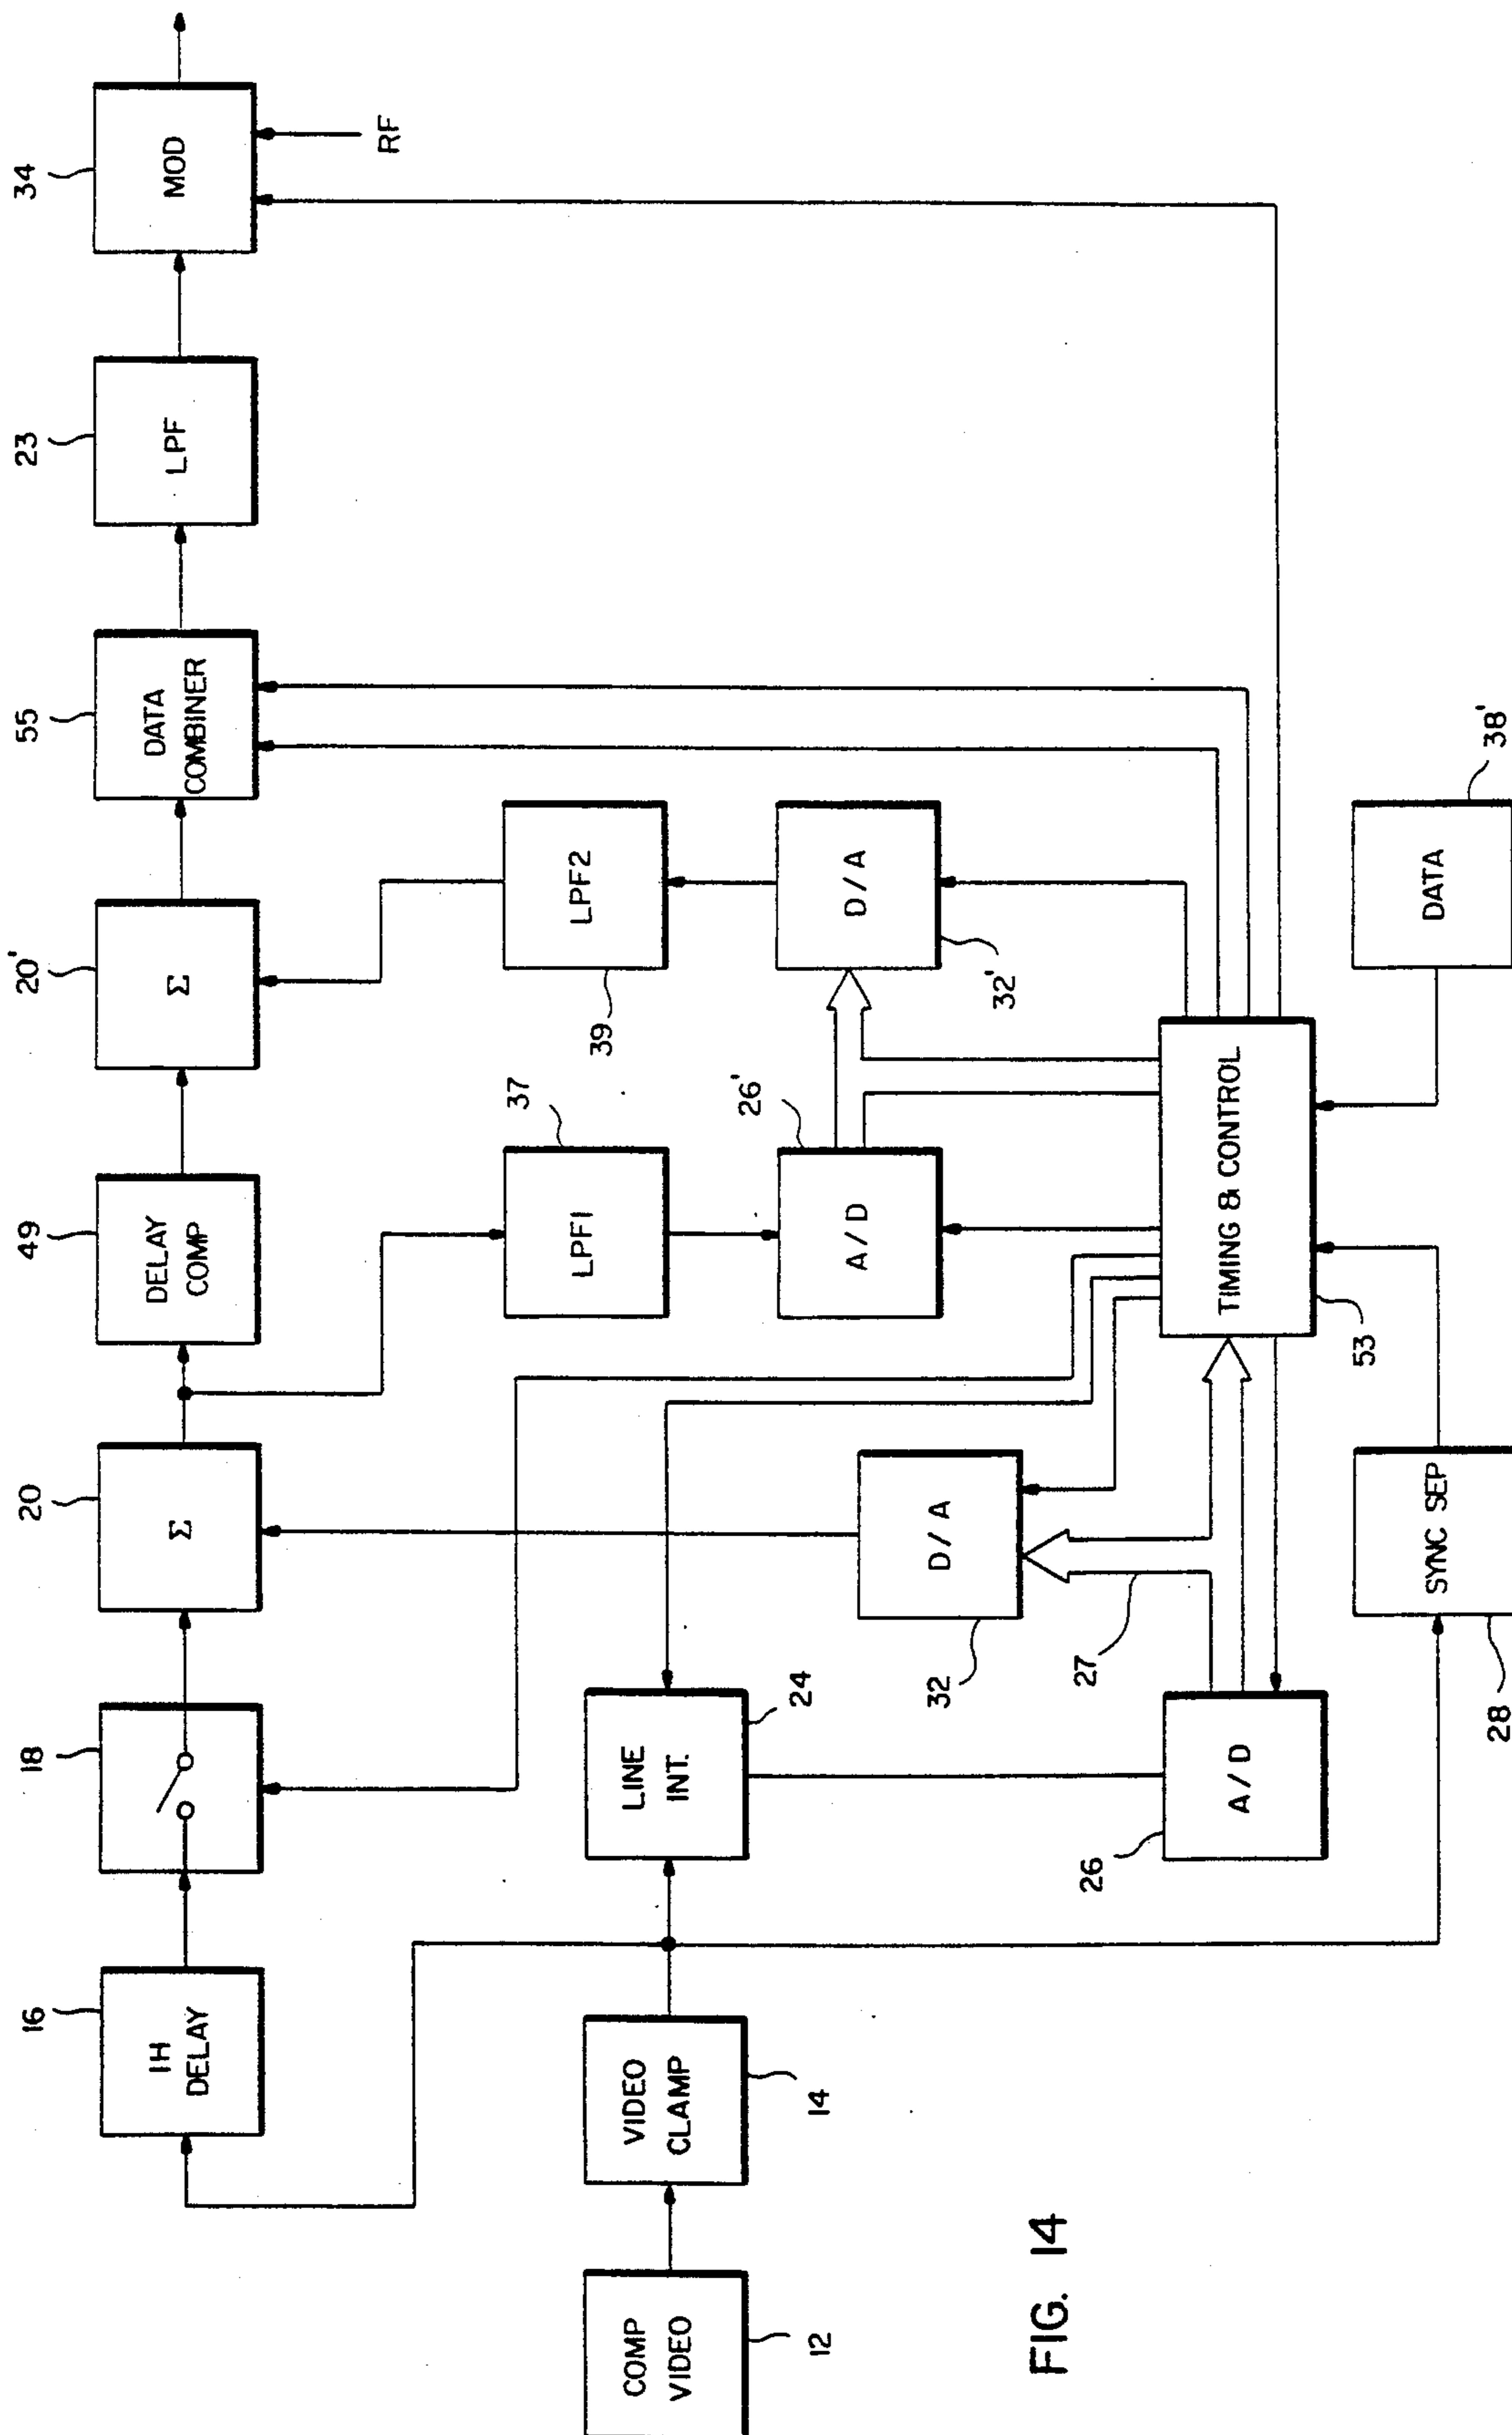 16
1H
DELAY
18
20
Σ
49
DELAY
COMP
20'
Σ
55
DATA
COMBINER
23
LPF
34
MOD
RF
COMP
VIDEO
12
VIDEO
CLAMP
14
LINE
INT.
24
37
LPF1
LPF2
39
D/A
32
26'
A/D
D/A
32'
26
A/D
27
TIMING & CONTROL
53
SYNC SEP
28
DATA
38'
FIG. 14